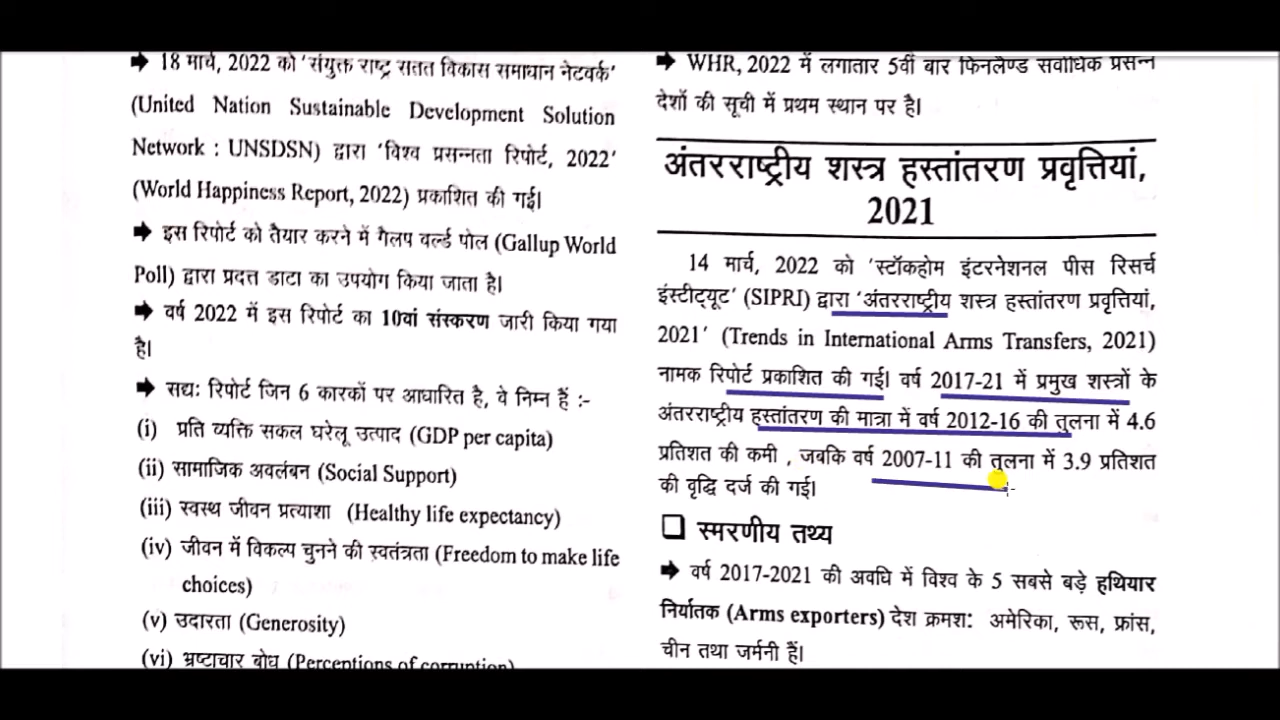 ➡ 18 मार्च, 2022 को 'संयुक्त राष्ट्र सतत विकास समाधान नेटवर्क'
(United Nation Sustainable Development Solution
Network : UNSDSN) द्वारा 'विश्व प्रसन्नता रिपोर्ट, 2022'
(World Happiness Report, 2022) प्रकाशित की गई।
➡ इस रिपोर्ट को तैयार करने में गैलप वर्ल्ड पोल (Gallup World
Poll) द्वारा प्रदत्त डाटा का उपयोग किया जाता है।
➡ वर्ष 2022 में इस रिपोर्ट का 10वां संस्करण जारी किया गया
है।
➡ सद्यः रिपोर्ट जिन 6 कारकों पर आधारित है, वे निम्न हैं :-
(i) प्रति व्यक्ति सकल घरेलू उत्पाद (GDP per capita)
(ii) सामाजिक अवलंबन (Social Support)
(iii) स्वस्थ जीवन प्रत्याशा (Healthy life expectancy)
(iv) जीवन में विकल्प चुनने की स्वतंत्रता (Freedom to make life
choices)
(v) उदारता (Generosity)
(vi) भ्रष्टाचार बोध (Perceptions of corruption)
➡ WHR, 2022 में लगातार 5वीं बार फिनलैण्ड सर्वाधिक प्रसन्न
देशों की सूची में प्रथम स्थान पर है।
अंतरराष्ट्रीय शस्त्र हस्तांतरण प्रवृत्तियां,
2021
14 मार्च, 2022 को 'स्टॉकहोम इंटरनेशनल पीस रिसर्च
इंस्टीट्यूट' (SIPRI) द्वारा 'अंतरराष्ट्रीय शस्त्र हस्तांतरण प्रवृत्तियां,
2021' (Trends in International Arms Transfers, 2021)
नामक रिपोर्ट प्रकाशित की गई। वर्ष 2017-21 में प्रमुख शस्त्रों के
अंतरराष्ट्रीय हस्तांतरण की मात्रा में वर्ष 2012-16 की तुलना में 4.6
प्रतिशत की कमी , जबकि वर्ष 2007-11 की तुलना में 3.9 प्रतिशत
की वृद्धि दर्ज की गई।
❑ स्मरणीय तथ्य
➡ वर्ष 2017-2021 की अवधि में विश्व के 5 सबसे बड़े हथियार
निर्यातक (Arms exporters) देश क्रमश: अमेरिका, रूस, फ्रांस,
चीन तथा जर्मनी हैं।